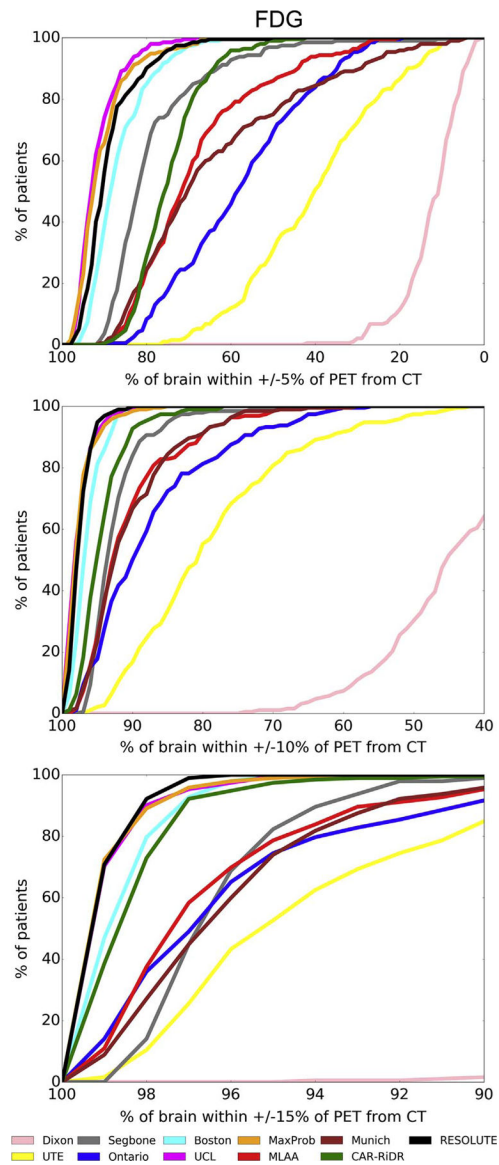 FDG
% of patients
100
80
60
40
20
0
100 80 60 40 20 0
% of brain within +/-5% of PET from CT
% of patients
100
80
60
40
20
0
100 90 80 70 60 50 40
% of brain within +/-10% of PET from CT
% of patients
100
80
60
40
20
0
100 98 96 94 92 90
% of brain within +/-15% of PET from CT
Dixon Segbone Boston MaxProb Munich RESOLUTE
UTE Ontario UCL MLAA CAR-RiDR